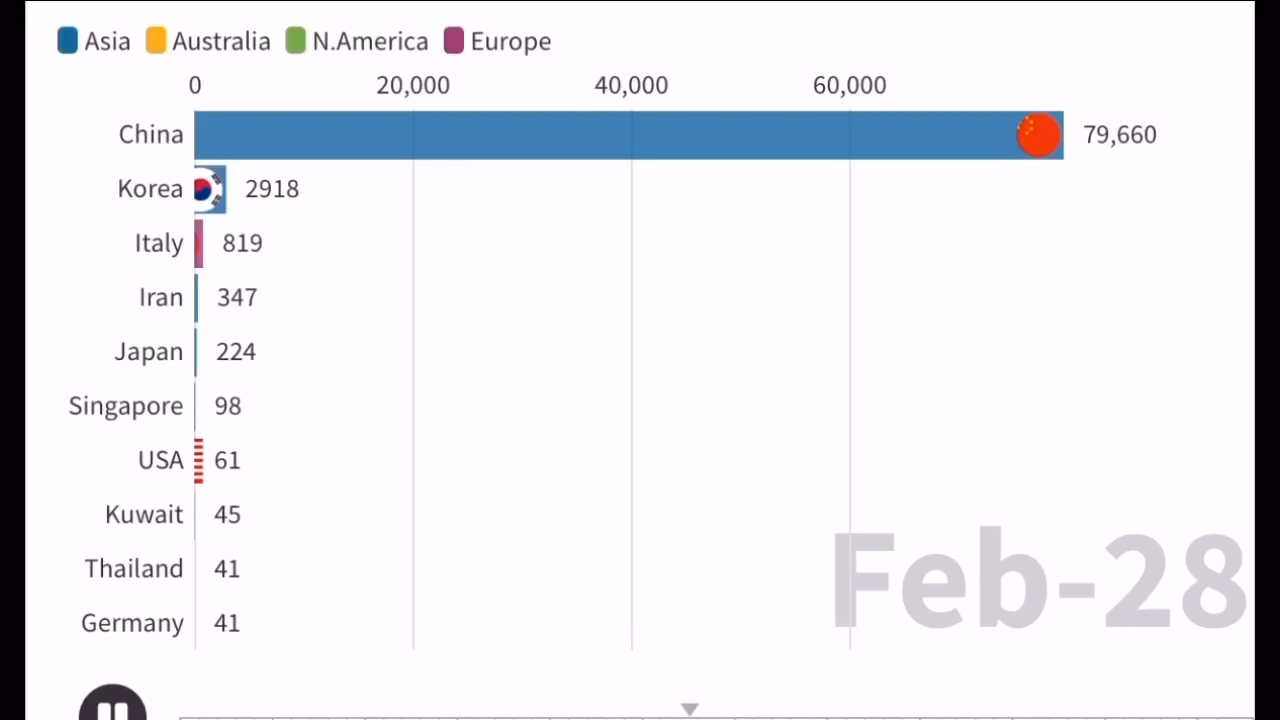 Asia Australia N.America Europe
0 20,000 40,000 60,000
China 79,660
Korea 2918
Italy 819
Iran 347
Japan 224
Singapore 98
USA 61
Kuwait 45
Thailand 41
Germany 41
Feb-28